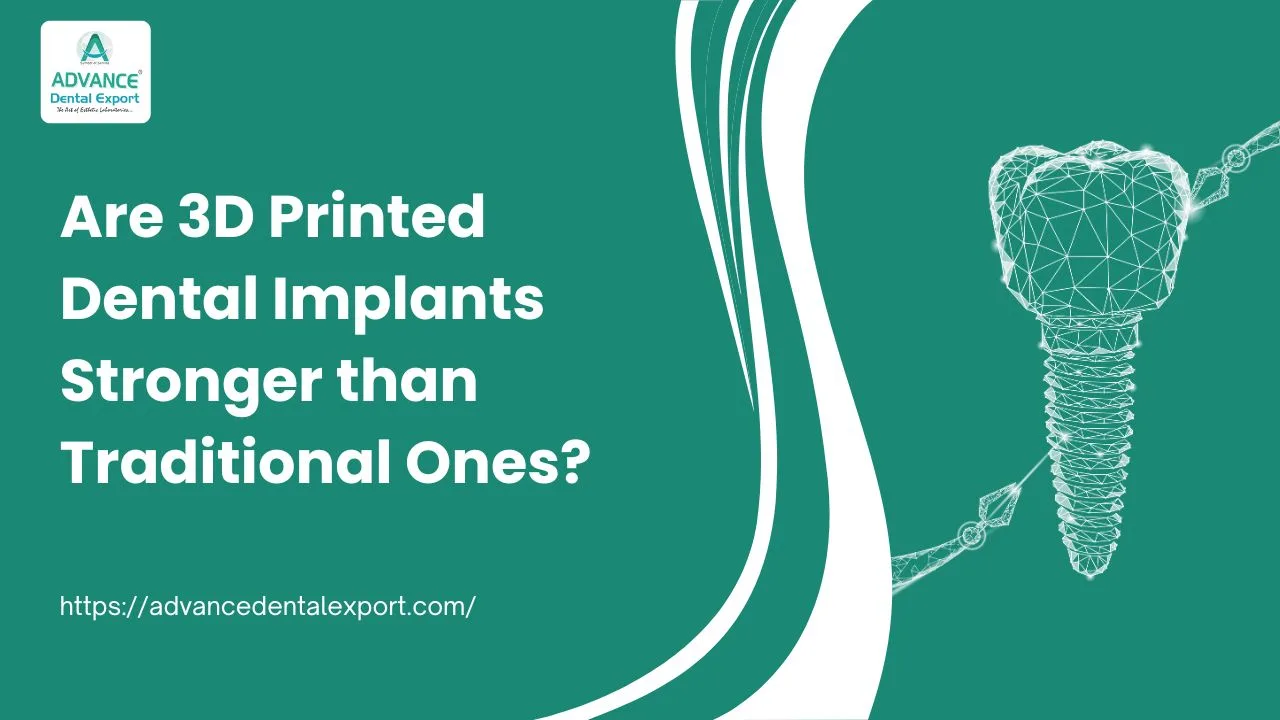 ADVANCE®
Dental Export
The Art of Esthetic Laboratories...
Are 3D Printed
Dental Implants
Stronger than
Traditional Ones?
https://advancedentalexport.com/